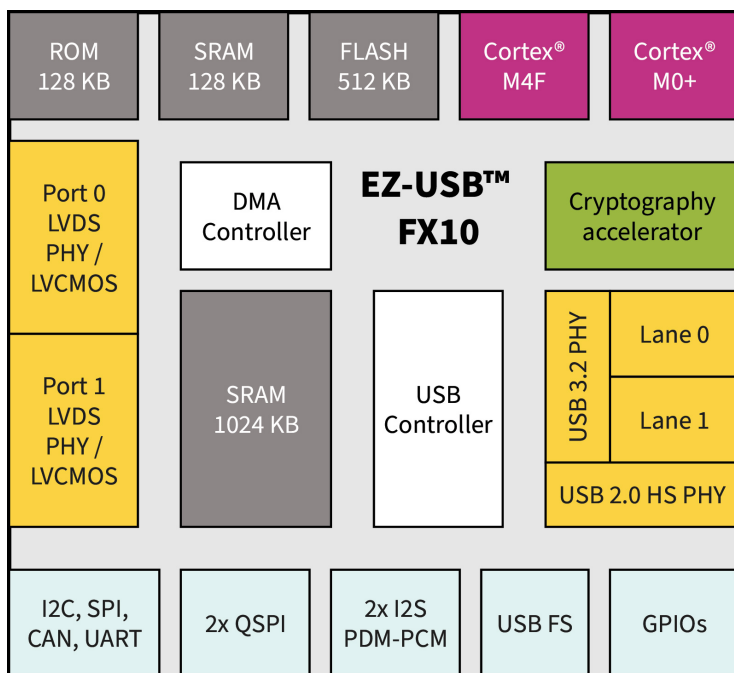 ROM
128 KB
SRAM
128 KB
FLASH
512 KB
Cortex®
M4F
Cortex®
M0+
Port 0
LVDS
PHY /
LVCMOS
DMA
Controller
EZ-USB™
FX10
Cryptography
accelerator
Port 1
LVDS
PHY /
LVCMOS
SRAM
1024 KB
USB
Controller
USB 3.2 PHY
Lane 0
Lane 1
USB 2.0 HS PHY
I2C, SPI,
CAN, UART
2x QSPI
2x I2S
PDM-PCM
USB FS
GPIOs